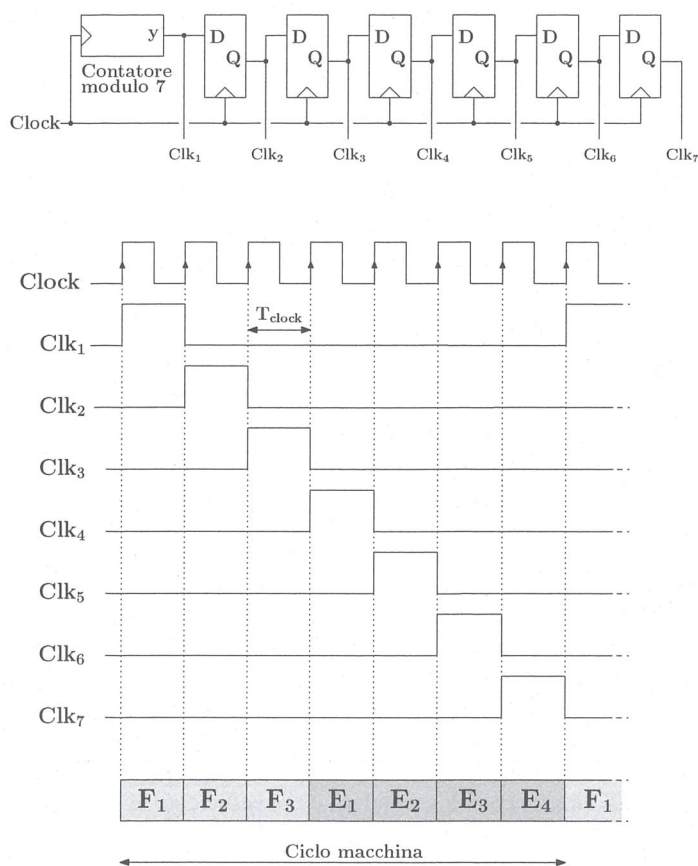 y D Q D Q D Q D Q D Q D Q
Contatore
modulo 7
Clock
Clk₁ Clk₂ Clk₃ Clk₄ Clk₅ Clk₆ Clk₇
Clock
T_clock
Clk₁
Clk₂
Clk₃
Clk₄
Clk₅
Clk₆
Clk₇
F₁ F₂ F₃ E₁ E₂ E₃ E₄ F₁
Ciclo macchina